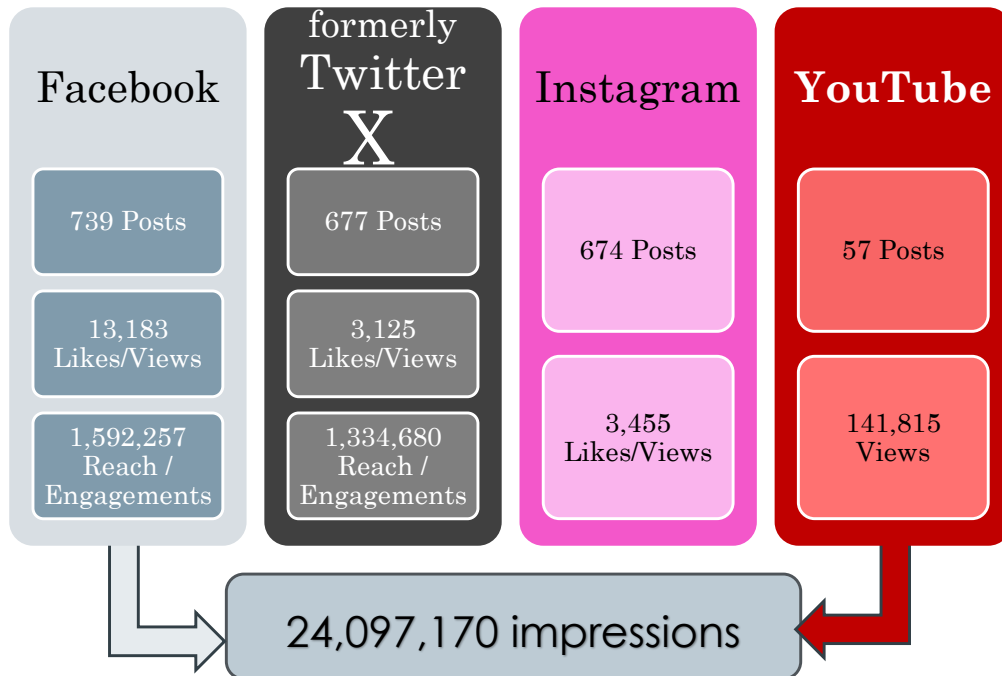 Facebook
739 Posts
13,183
Likes/Views
1,592,257
Reach /
Engagements
formerly
Twitter
X
677 Posts
3,125
Likes/Views
1,334,680
Reach /
Engagements
Instagram
674 Posts
3,455
Likes/Views
YouTube
57 Posts
141,815
Views
24,097,170 impressions